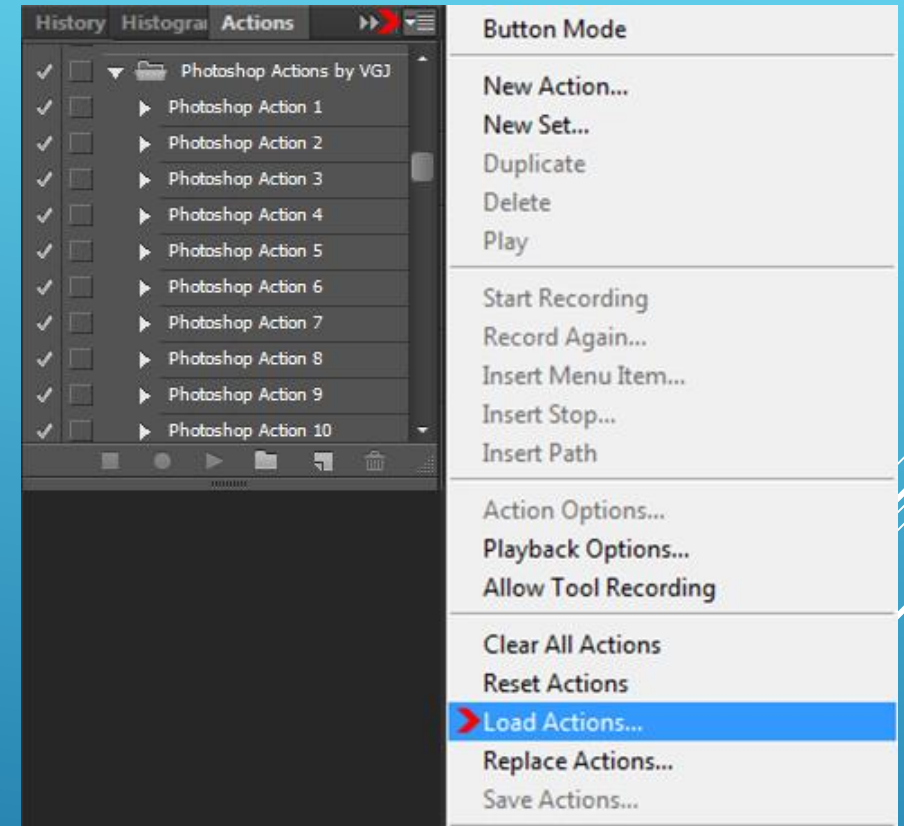 History Histogra Actions
Photoshop Actions by VGJ
Photoshop Action 1
Photoshop Action 2
Photoshop Action 3
Photoshop Action 4
Photoshop Action 5
Photoshop Action 6
Photoshop Action 7
Photoshop Action 8
Photoshop Action 9
Photoshop Action 10
Button Mode
New Action...
New Set...
Duplicate
Delete
Play
Start Recording
Record Again...
Insert Menu Item...
Insert Stop...
Insert Path
Action Options...
Playback Options...
Allow Tool Recording
Clear All Actions
Reset Actions
Load Actions...
Replace Actions...
Save Actions...